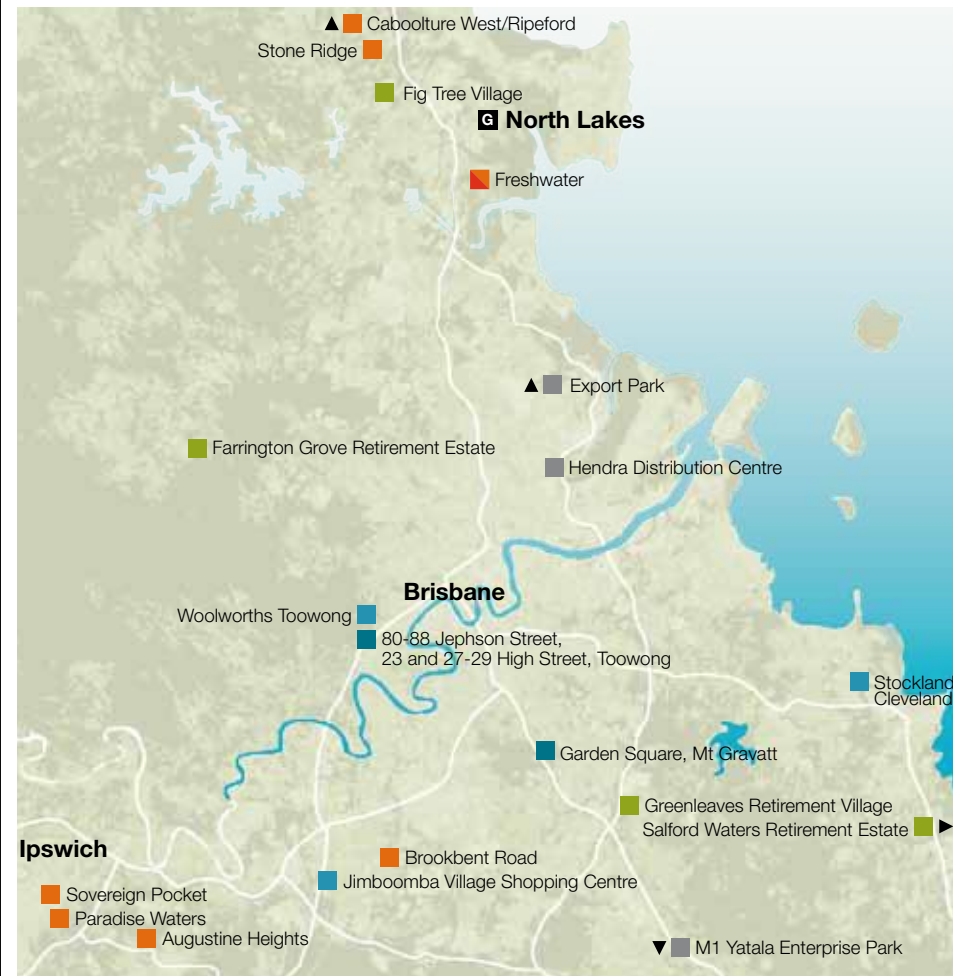 Caboolture West/Ripeford
Stone Ridge
Fig Tree Village
G North Lakes
Freshwater
Export Park
Farrington Grove Retirement Estate
Hendra Distribution Centre
Brisbane
Woolworths Toowong
80-88 Jephson Street,
23 and 27-29 High Street, Toowong
Stockland
Cleveland
Garden Square, Mt Gravatt
Greenleaves Retirement Village
Salford Waters Retirement Estate
Ipswich
Brookbent Road
Jimboomba Village Shopping Centre
Sovereign Pocket
Paradise Waters
Augustine Heights
M1 Yatala Enterprise Park